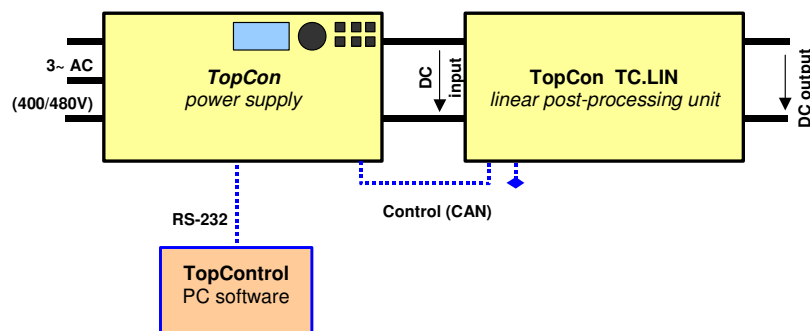 3~ AC
(400/480V)
TopCon
power supply
DC
input
TopCon TC.LIN
linear post-processing unit
DC output
RS-232
Control (CAN)
TopControl
PC software